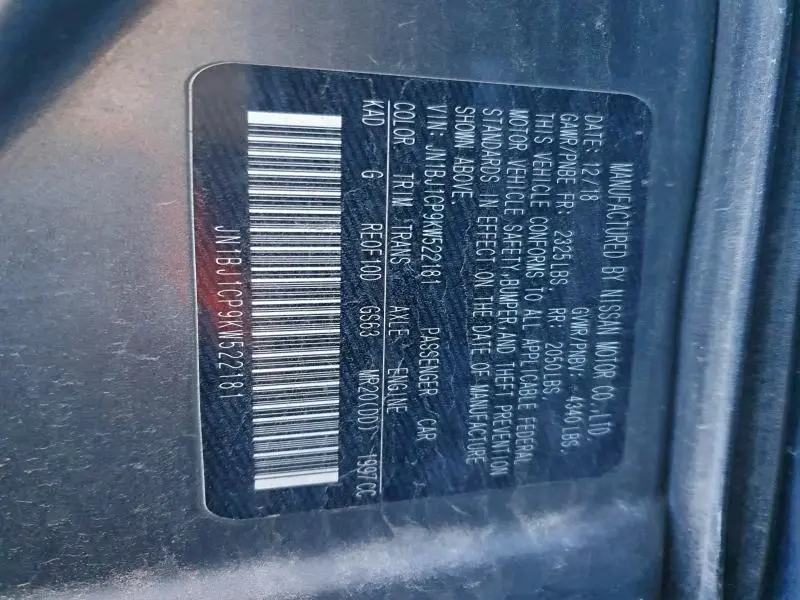 MANUFACTURED BY NISSAN MOTOR CO.,LTD.
DATE: 12/18 GVWR/PNBV: 4340LBS.
GAWR/PNBE FR: 2325LBS. RR: 2050LBS
THIS VEHICLE CONFORMS TO ALL APPLICABLE FEDERAL
MOTOR VEHICLE SAFETY,BUMPER,AND THEFT PREVENTION
STANDARDS IN EFFECT ON THE DATE OF MANUFACTURE
SHOWN ABOVE.
VIN: JN1BJ1CP9KW522181 PASSENGER CAR
COLOR TRIM TRANS AXLE ENGINE
KAD G RE0F10D GS63 MR20(DD) 1997CC
JN1BJ1CP9KW522181